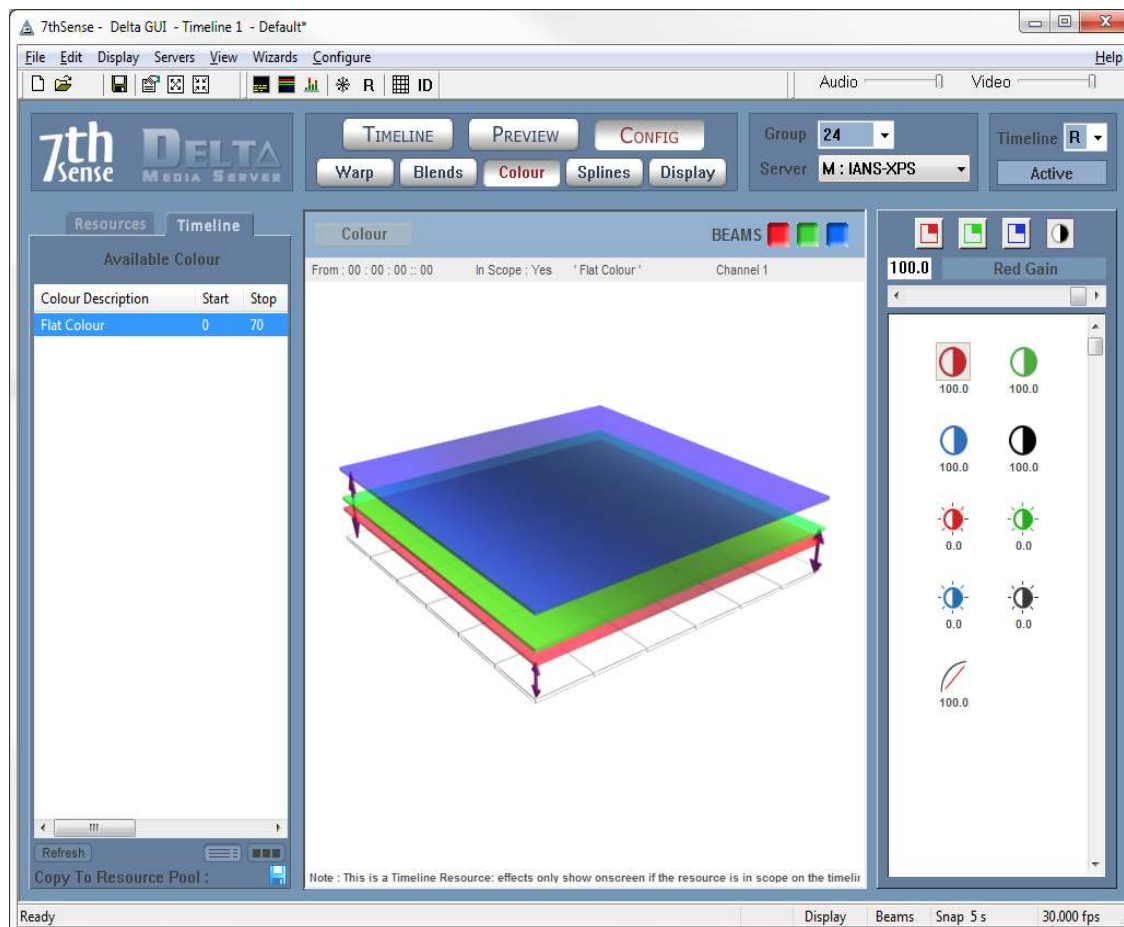 7thSense - Delta GUI - Timeline 1 - Default*
File Edit Display Servers View Wizards Configure Help
R ID Audio Video
7th Sense DELTA MEDIA SERVER
TIMELINE PREVIEW CONFIG
Warp Blends Colour Splines Display
Group 24
Server M : IANS-XPS
Timeline R
Active
Resources Timeline
Available Colour
Colour Description Start Stop
Flat Colour 0 70
Refresh
Copy To Resource Pool :
Colour BEAMS
From : 00 : 00 : 00 :: 00 In Scope : Yes ' Flat Colour ' Channel 1
Note : This is a Timeline Resource: effects only show onscreen if the resource is in scope on the timelin
100.0 Red Gain
100.0 100.0
100.0 100.0
0.0 0.0
0.0 0.0
100.0
Ready Display Beams Snap 5 s 30.000 fps